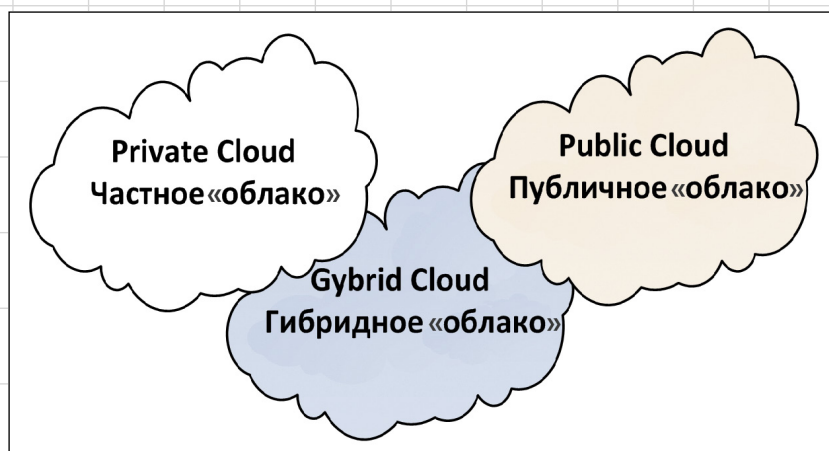 Private Cloud
Частное «облако»
Public Cloud
Публичное «облако»
Gybrid Cloud
Гибридное «облако»